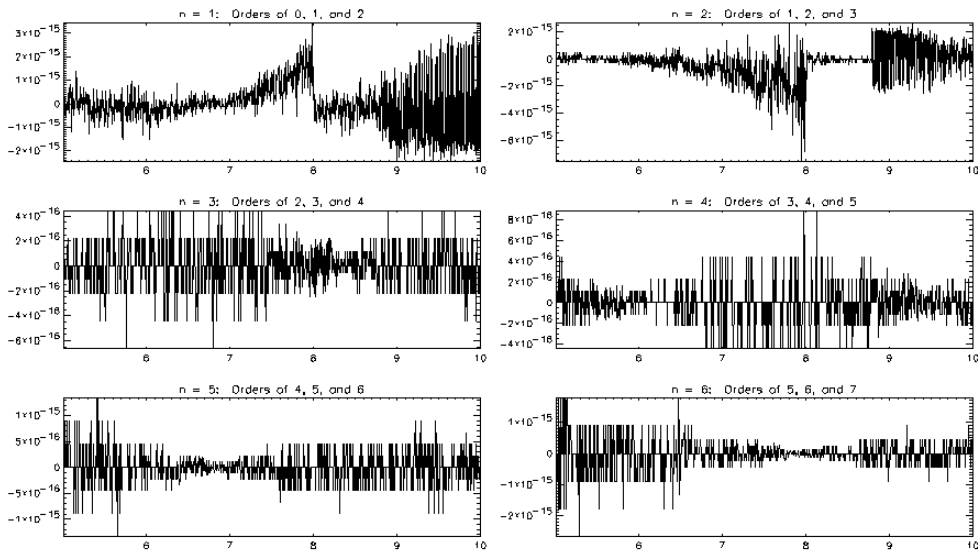 n = 1: Orders of 0, 1, and 2
3×10⁻¹⁵
2×10⁻¹⁵
1×10⁻¹⁵
0
-1×10⁻¹⁵
-2×10⁻¹⁵
6 7 8 9 10
n = 2: Orders of 1, 2, and 3
2×10⁻¹⁵
0
-2×10⁻¹⁵
-4×10⁻¹⁵
-6×10⁻¹⁵
6 7 8 9 10
n = 3: Orders of 2, 3, and 4
4×10⁻¹⁶
2×10⁻¹⁶
0
-2×10⁻¹⁶
-4×10⁻¹⁶
-6×10⁻¹⁶
6 7 8 9 10
n = 4: Orders of 3, 4, and 5
8×10⁻¹⁶
6×10⁻¹⁶
4×10⁻¹⁶
2×10⁻¹⁶
0
-2×10⁻¹⁶
-4×10⁻¹⁶
6 7 8 9 10
n = 5: Orders of 4, 5, and 6
1×10⁻¹⁵
5×10⁻¹⁶
0
-5×10⁻¹⁶
-1×10⁻¹⁵
6 7 8 9 10
n = 6: Orders of 5, 6, and 7
1×10⁻¹⁵
0
-1×10⁻¹⁵
-2×10⁻¹⁵
6 7 8 9 10